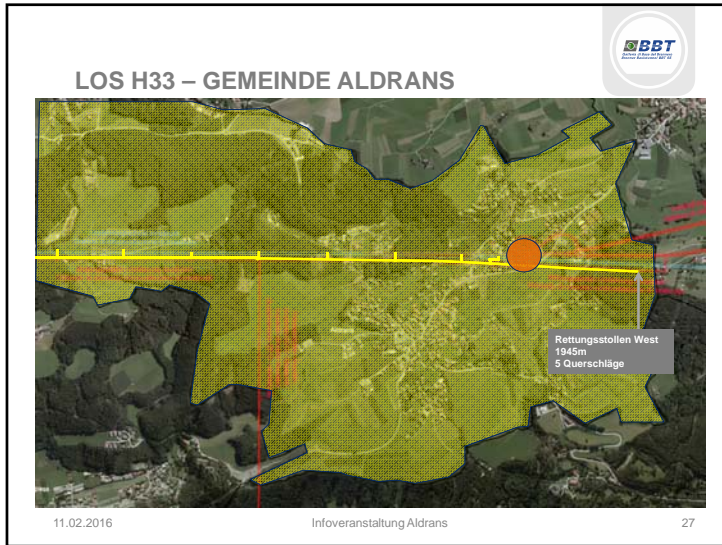 BBT
LOS H33 – GEMEINDE ALDRANS
Rettungsstollen West
1945m
5 Querschläge
11.02.2016
Infoveranstaltung Aldrans
27